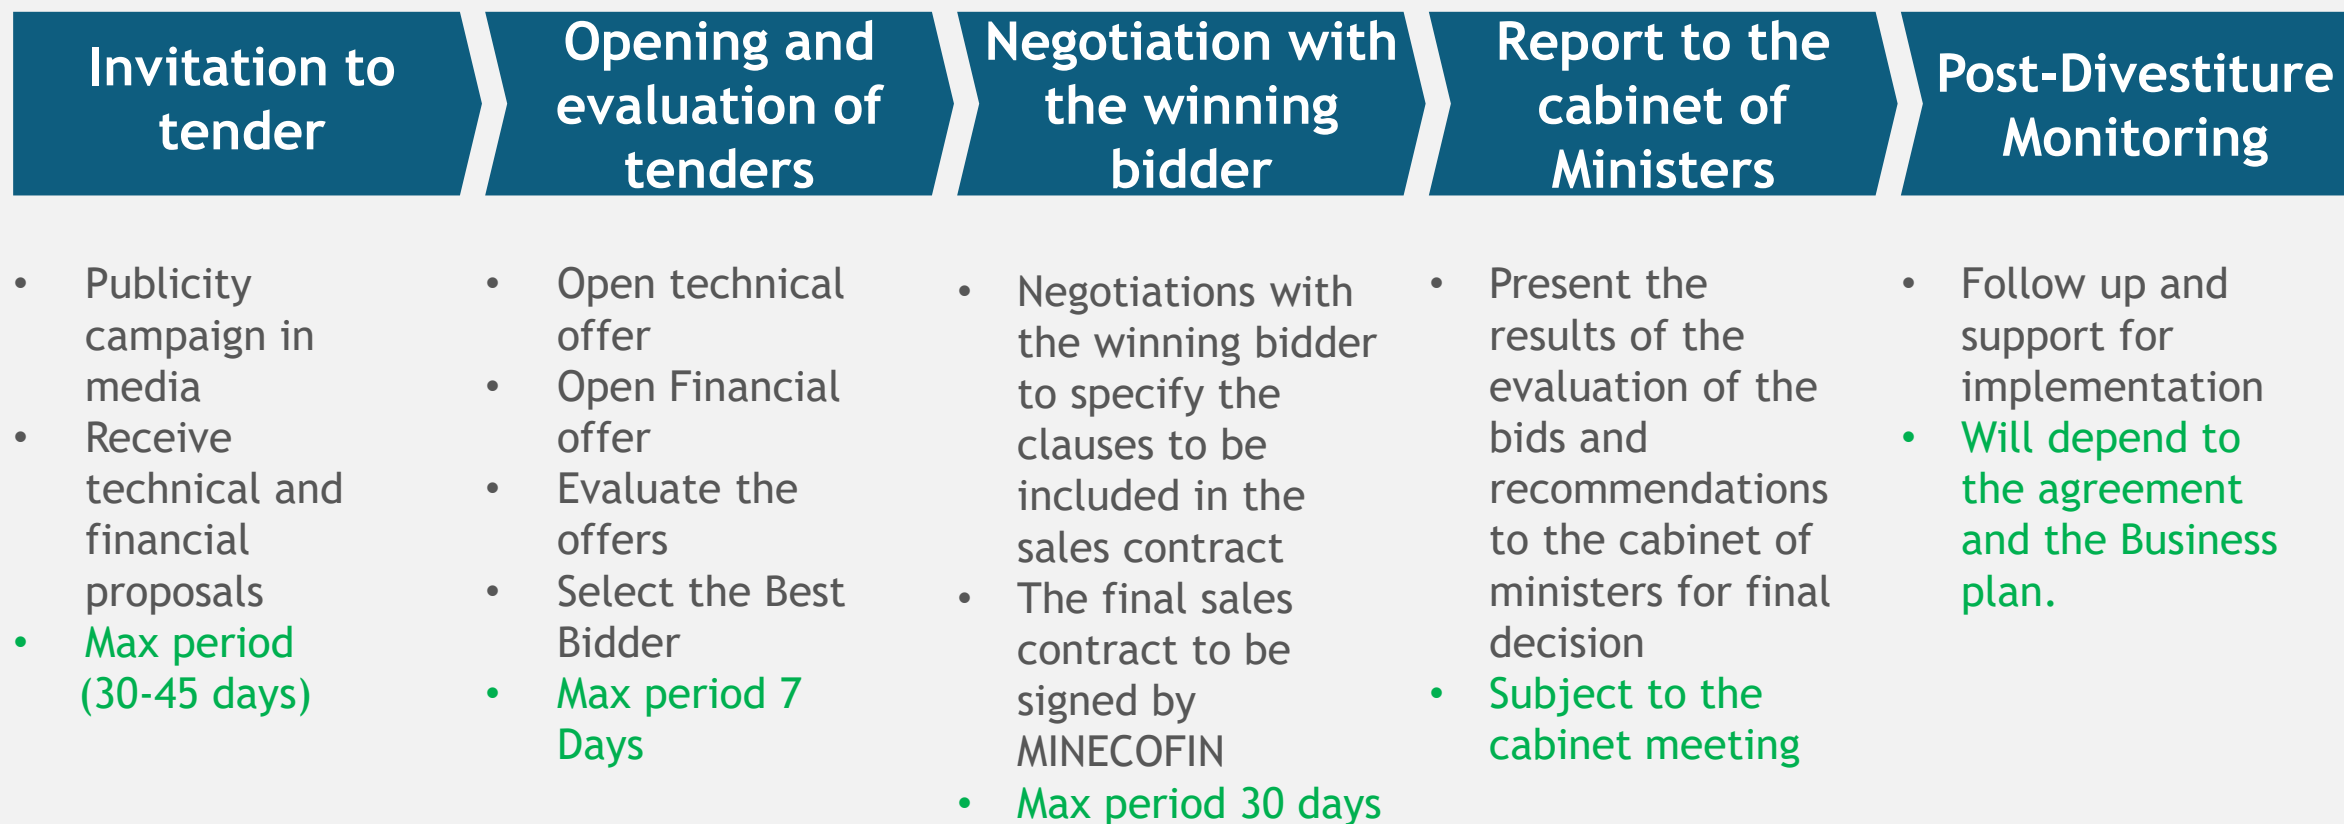 Invitation to
tender
Opening and
evaluation of
tenders
Negotiation with
the winning
bidder
Report to the
cabinet of
Ministers
Post-Divestiture
Monitoring
• Publicity
campaign in
media
• Receive
technical and
financial
proposals
• Max period
(30-45 days)
• Open technical
offer
• Open Financial
offer
• Evaluate the
offers
• Select the Best
Bidder
• Max period 7
Days
• Negotiations with
the winning bidder
to specify the
clauses to be
included in the
sales contract
• The final sales
contract to be
signed by
MINECOFIN
• Max period 30 days
• Present the
results of the
evaluation of the
bids and
recommendations
to the cabinet of
ministers for final
decision
• Subject to the
cabinet meeting
• Follow up and
support for
implementation
• Will depend to
the agreement
and the Business
plan.